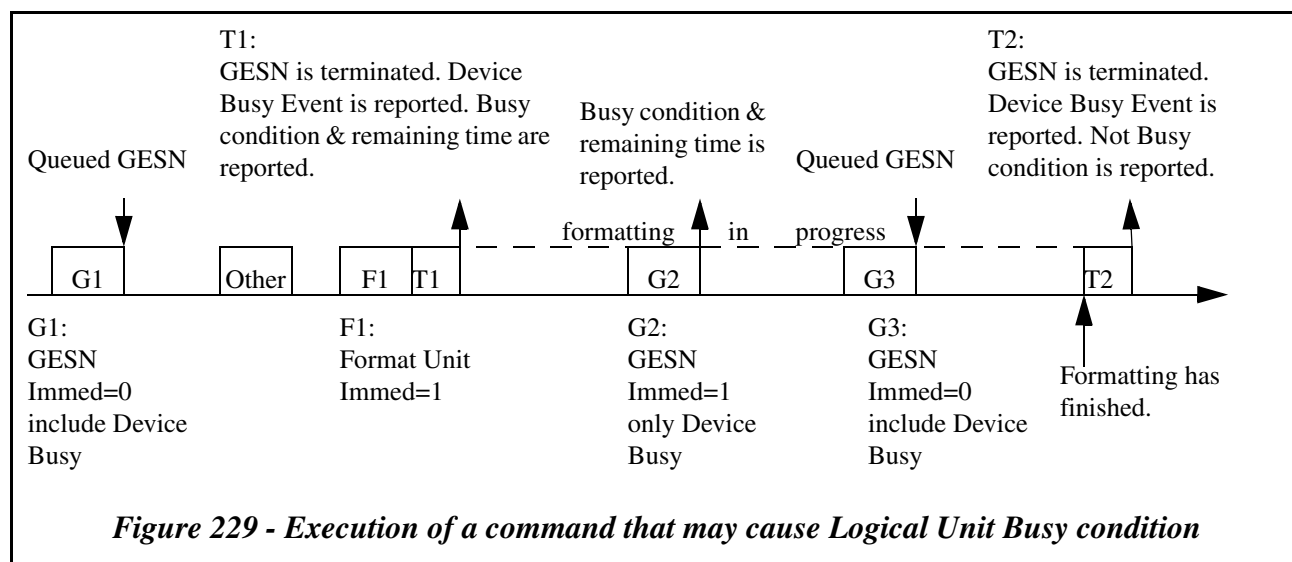 T1:
GESN is terminated. Device
Busy Event is reported. Busy
condition & remaining time are
reported.
T2:
GESN is terminated.
Device Busy Event is
reported. Not Busy
condition is reported.
Busy condition &
remaining time is
reported.
Queued GESN
Queued GESN
formatting in progress
G1
Other
F1
T1
G2
G3
T2
G1:
GESN
Immed=0
include Device
Busy
F1:
Format Unit
Immed=1
G2:
GESN
Immed=1
only Device
Busy
G3:
GESN
Immed=0
include Device
Busy
Formatting has
finished.
Figure 229 - Execution of a command that may cause Logical Unit Busy condition